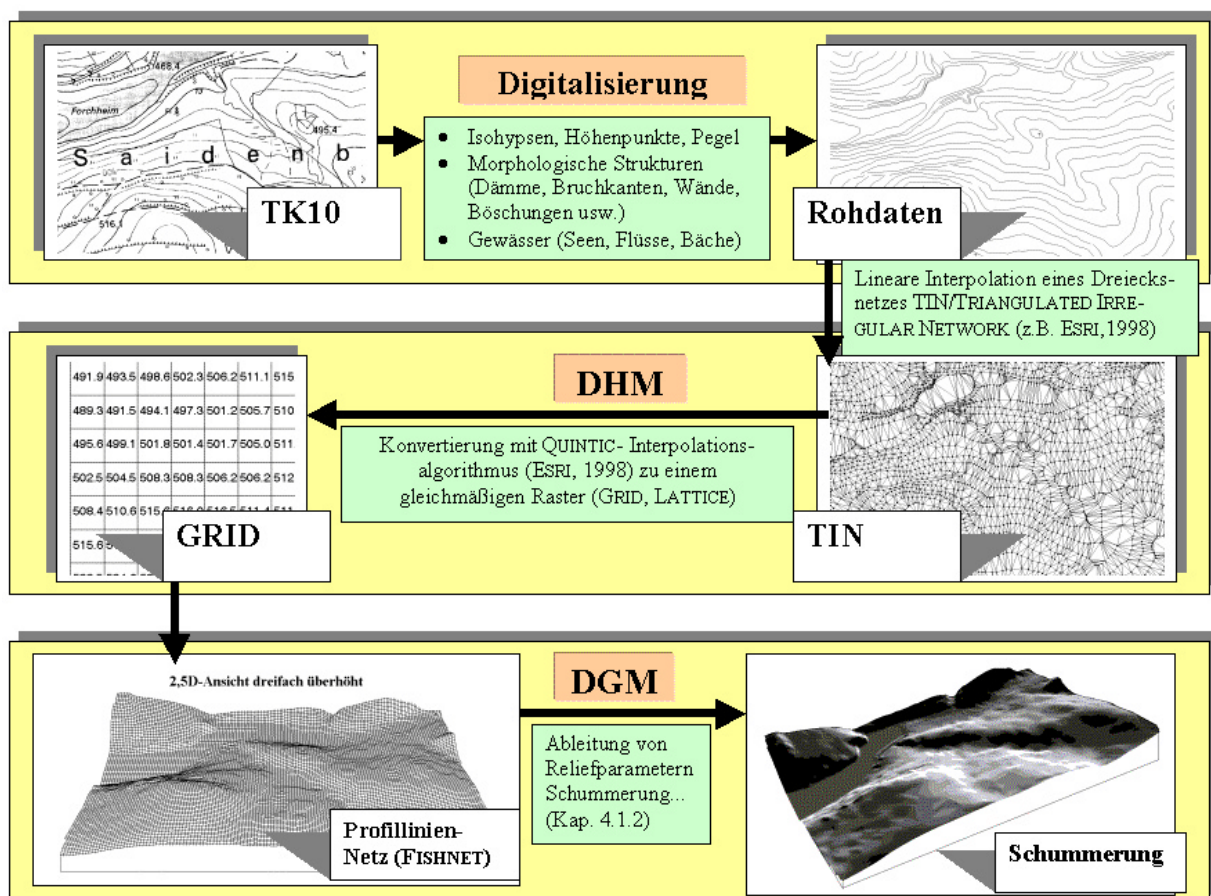 468.4
Forchheim
495.4
S a i d e n b
516.1
TK10
Digitalisierung
• Isohypsen, Höhenpunkte, Pegel
• Morphologische Strukturen
(Dämme, Bruchkanten, Wände,
Böschungen usw.)
• Gewässer (Seen, Flüsse, Bäche)
Rohdaten
Lineare Interpolation eines Dreiecks-
netzes TIN/TRIANGULATED IRRE-
GULAR NETWORK (z.B. ESRI,1998)
491.9 493.5 498.6 502.3 506.2 511.1 515
489.3 491.5 494.1 497.3 501.2 505.7 510
495.6 499.1 501.8 501.4 501.7 505.0 511
502.5 504.5 508.3 508.3 506.2 506.2 512
508.4 510.6
515.6
GRID
DHM
Konvertierung mit QUINTIC- Interpolations-
algorithmus (ESRI, 1998) zu einem
gleichmäßigen Raster (GRID, LATTICE)
TIN
2,5D-Ansicht dreifach überhöht
Profillinien-
Netz (FISHNET)
DGM
Ableitung von
Reliefparametern
Schummerung...
(Kap. 4.1.2)
Schummerung